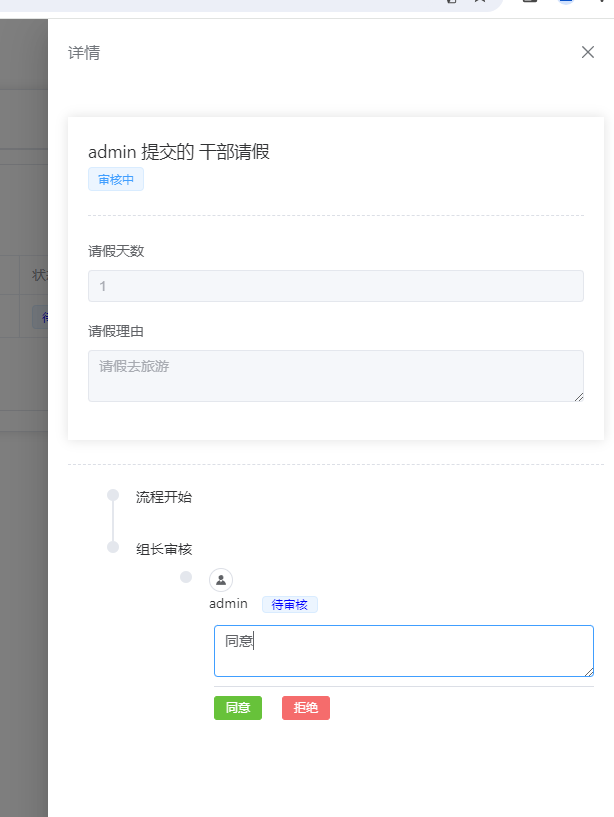 详情
admin 提交的 干部请假
审核中
请假天数
1
请假理由
请假去旅游
流程开始
组长审核
admin 待审核
同意
同意 拒绝